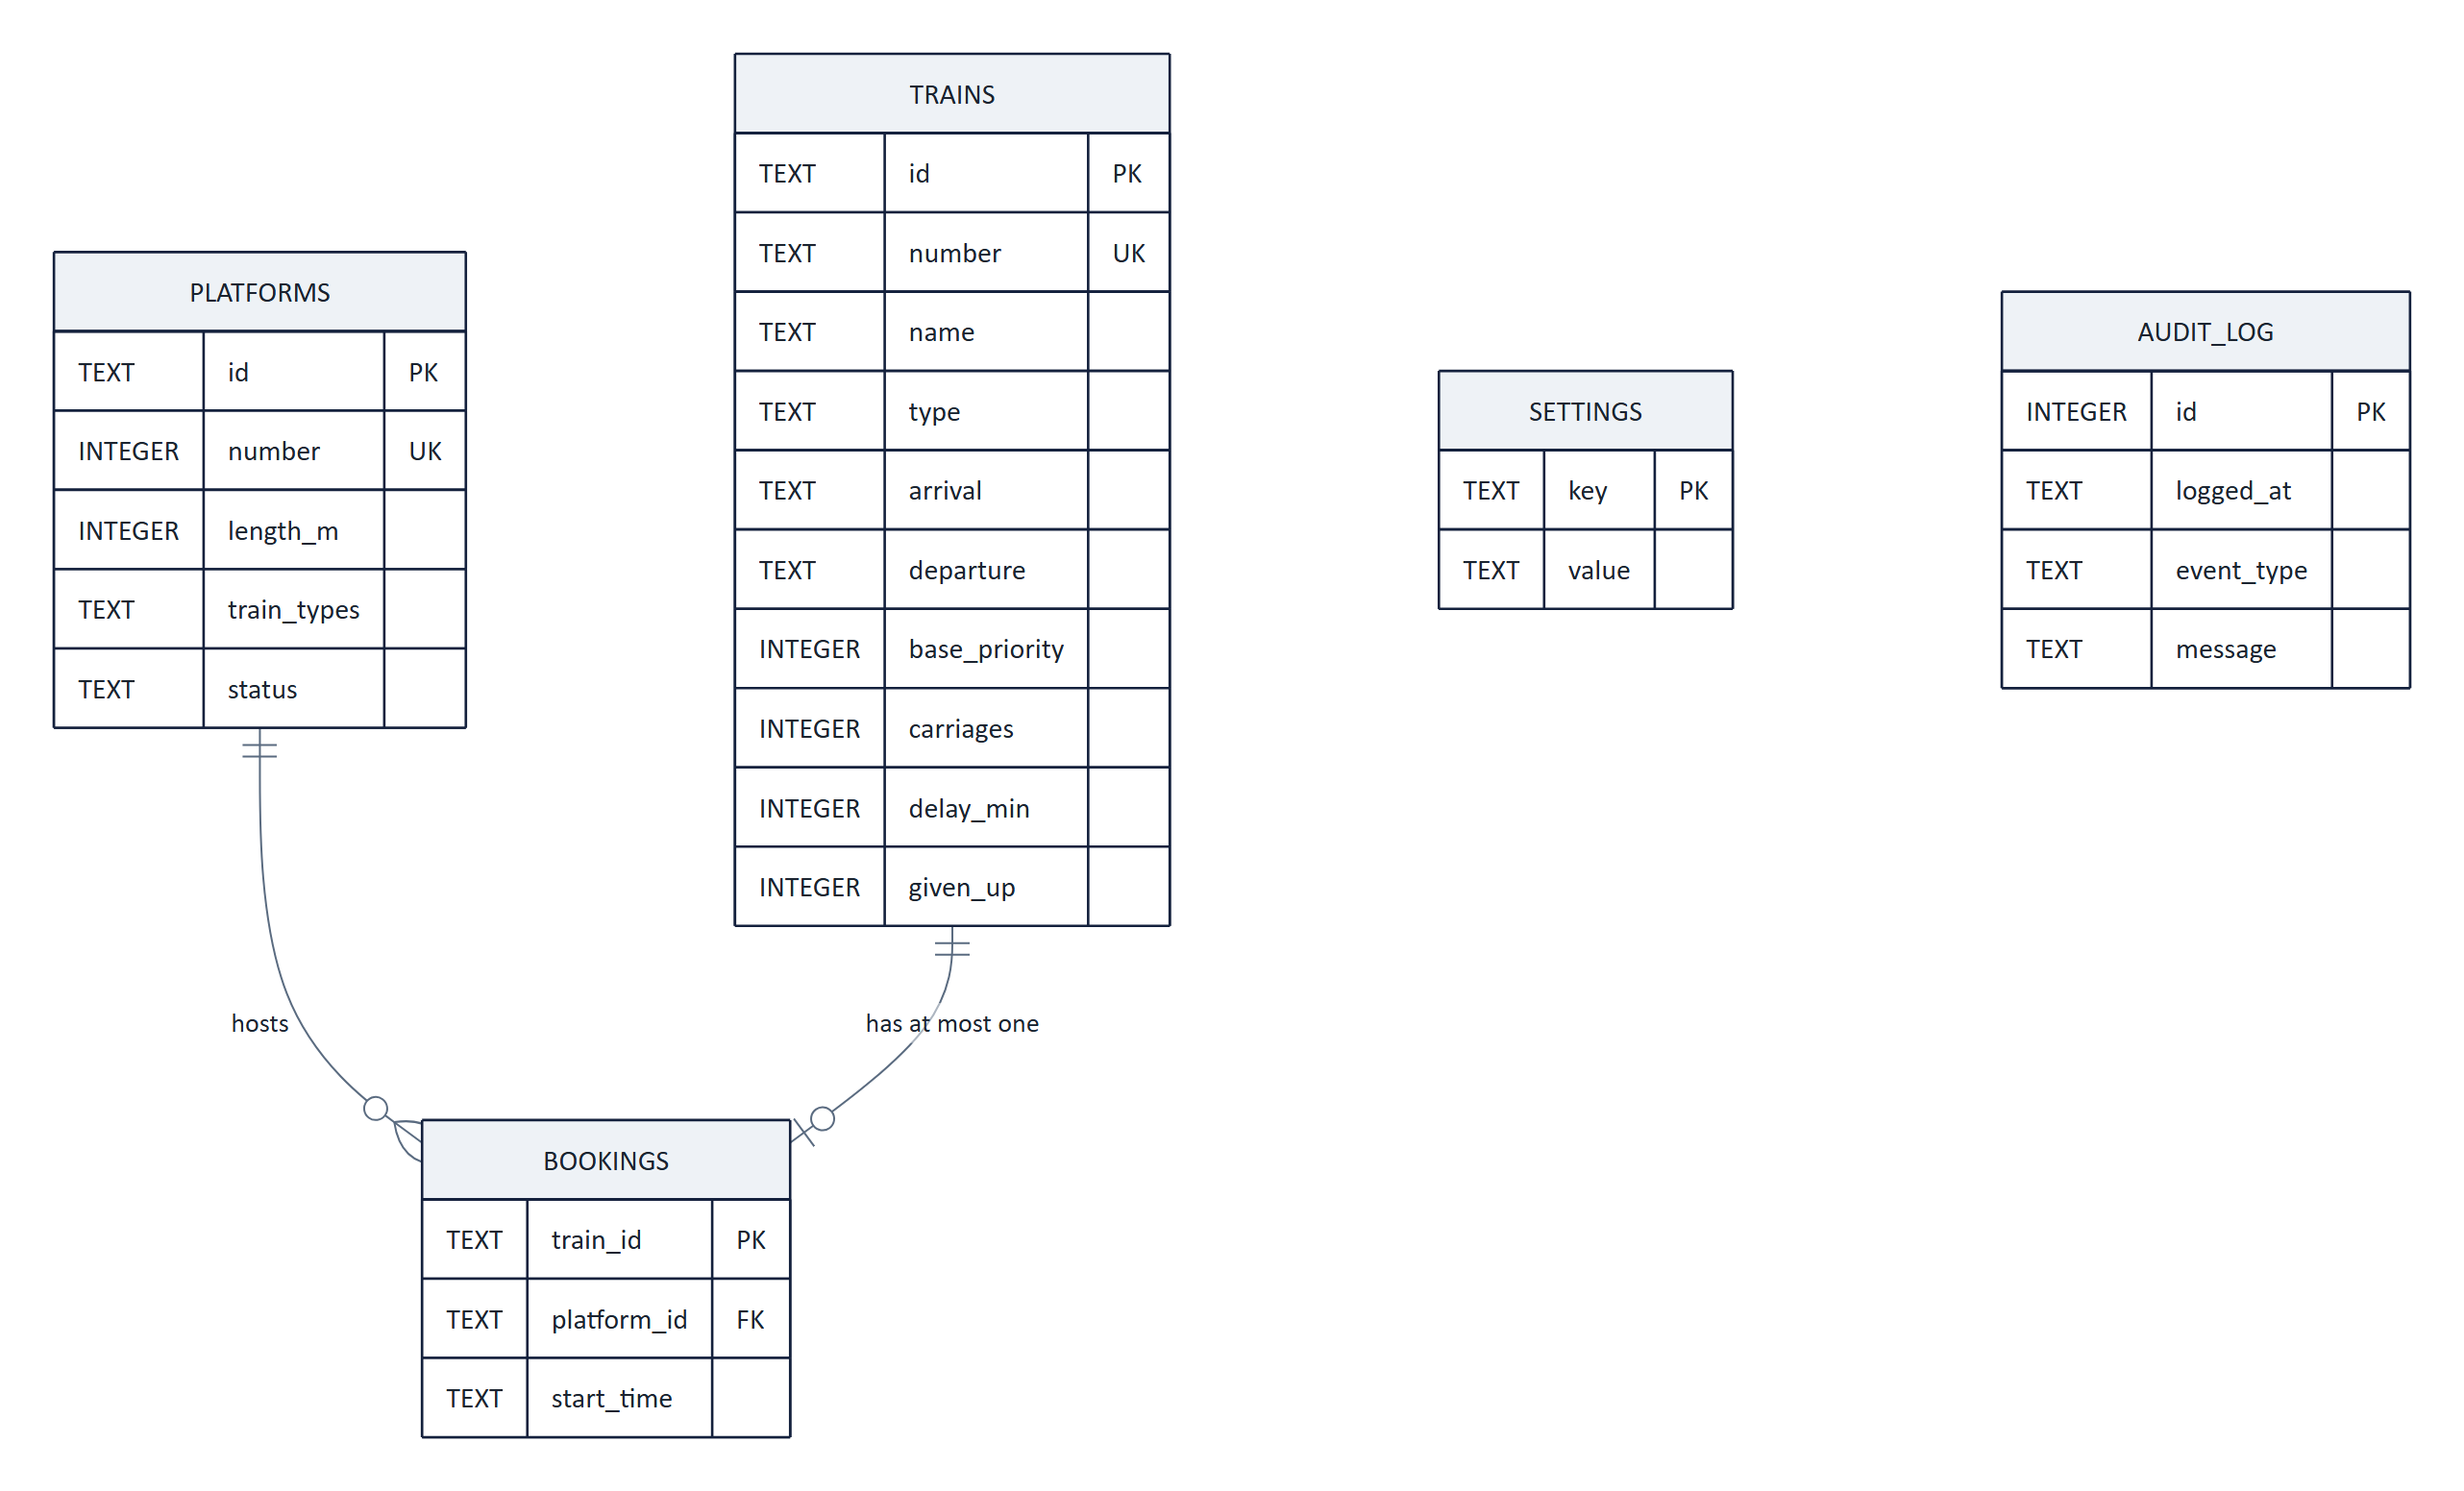 PLATFORMS
TEXT id PK
INTEGER number UK
INTEGER length_m
TEXT train_types
TEXT status
TRAINS
TEXT id PK
TEXT number UK
TEXT name
TEXT type
TEXT arrival
TEXT departure
INTEGER base_priority
INTEGER carriages
INTEGER delay_min
INTEGER given_up
SETTINGS
TEXT key PK
TEXT value
AUDIT_LOG
INTEGER id PK
TEXT logged_at
TEXT event_type
TEXT message
hosts
has at most one
BOOKINGS
TEXT train_id PK
TEXT platform_id FK
TEXT start_time